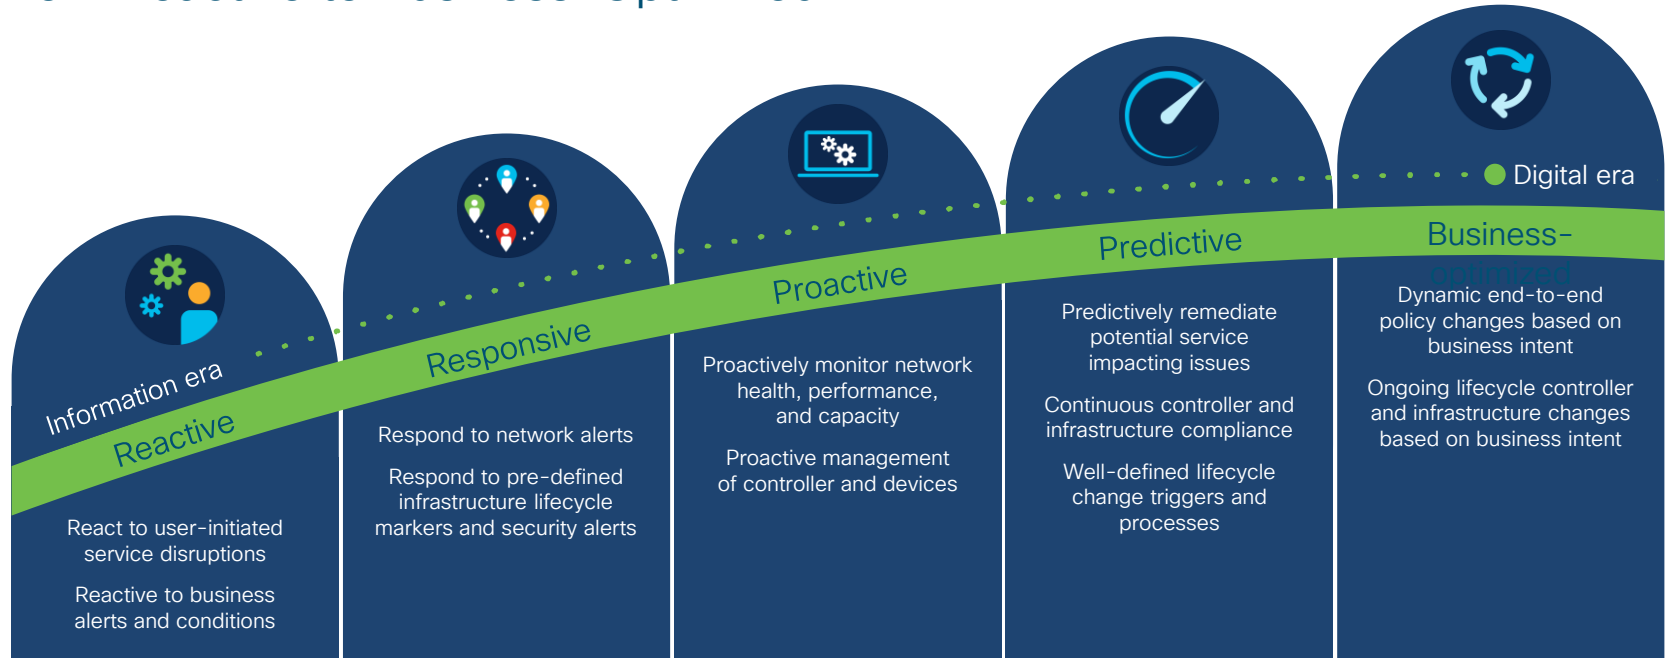 Information era
Reactive
React to user-initiated
service disruptions
Reactive to business
alerts and conditions
Responsive
Respond to network alerts
Respond to pre-defined
infrastructure lifecycle
markers and security alerts
Proactive
Proactively monitor network
health, performance,
and capacity
Proactive management
of controller and devices
Predictive
Predictively remediate
potential service
impacting issues
Continuous controller and
infrastructure compliance
Well-defined lifecycle
change triggers and
processes
Digital era
Business-
optimized
Dynamic end-to-end
policy changes based on
business intent
Ongoing lifecycle controller
and infrastructure changes
based on business intent